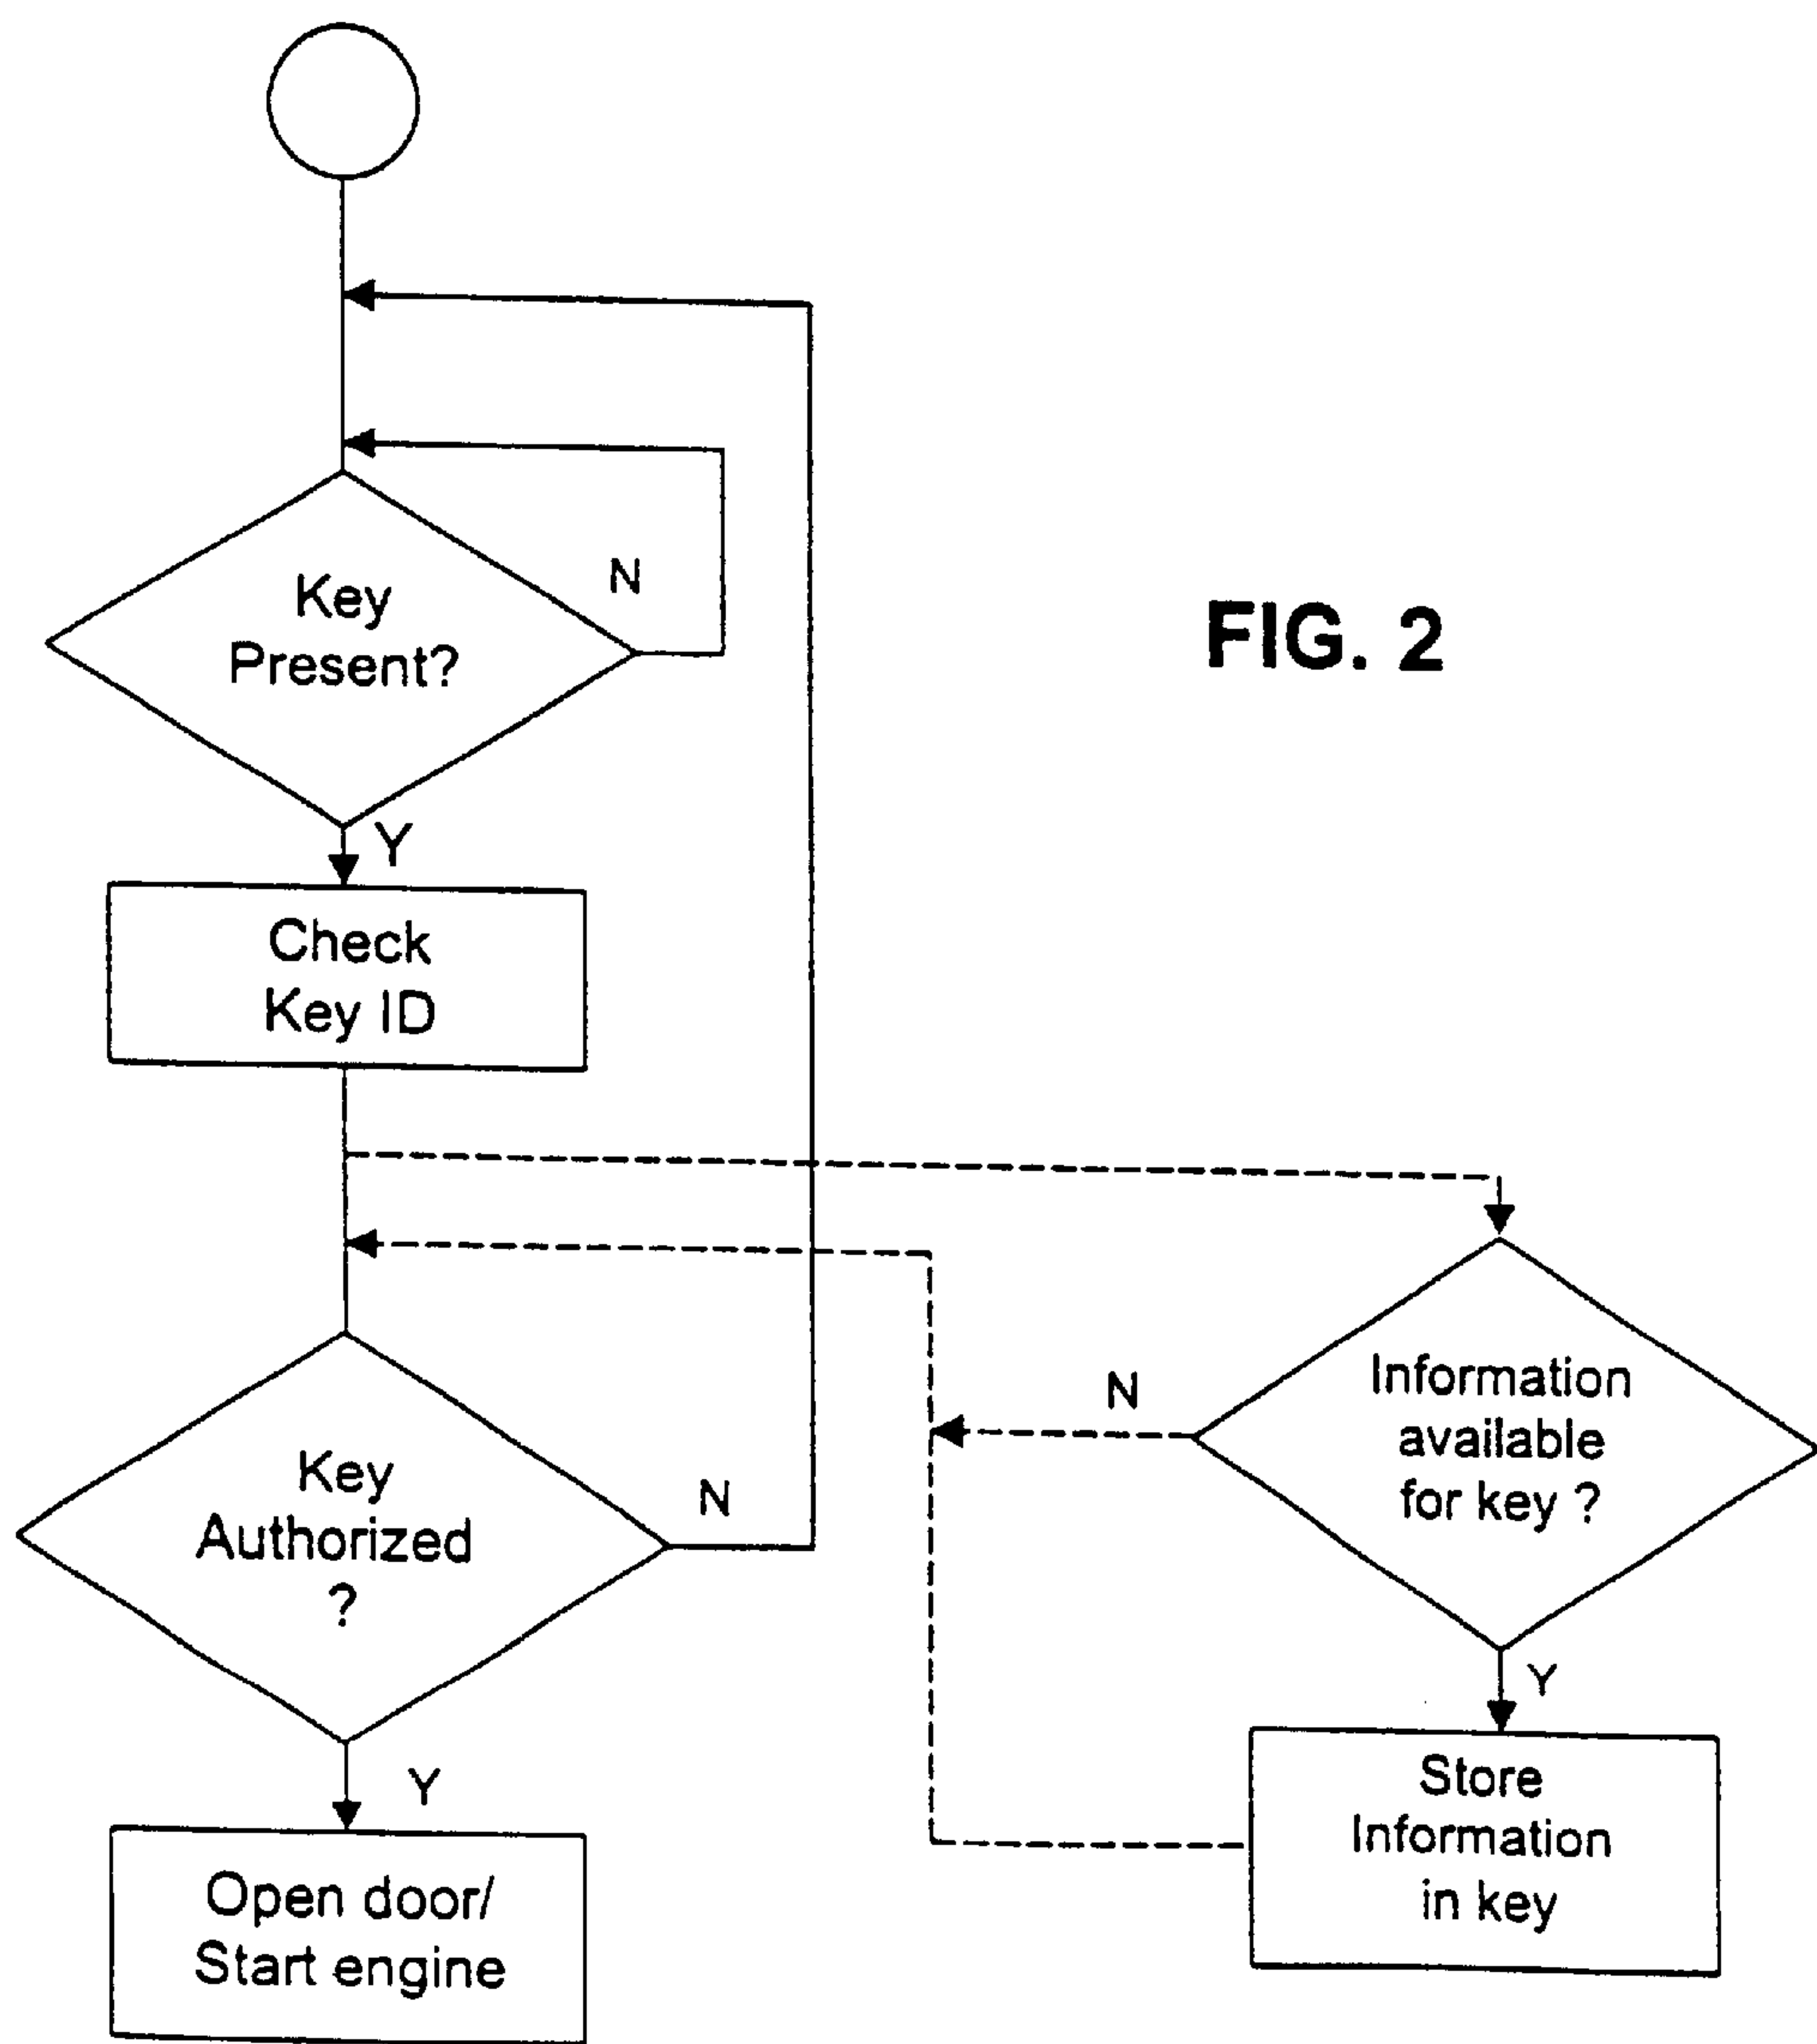 Key
Present?
N
FIG. 2
Y
Check
Key ID
Key
Authorized
?
N
Y
Open door/
Start engine
N
Information
available
for key ?
Y
Store
Information
in key